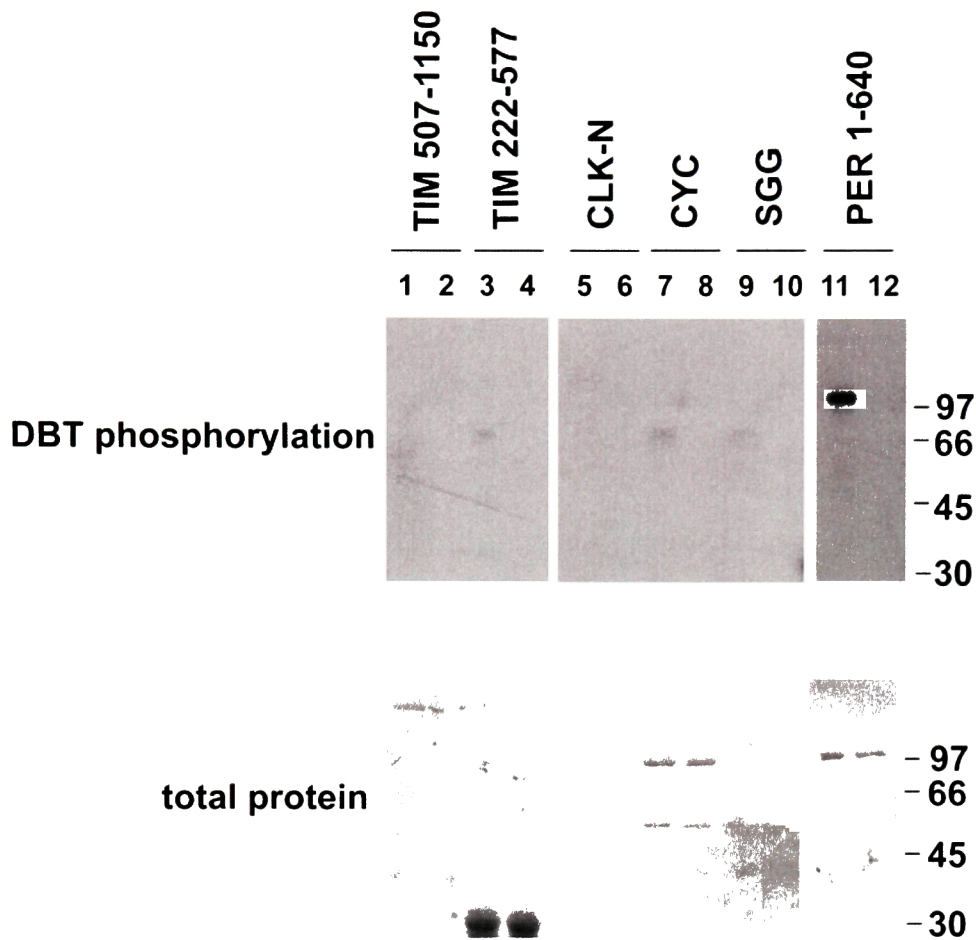 TIM 507-1150
TIM 222-577
CLK-N
CYC
SGG
PER 1-640
1 2 3 4 5 6 7 8 9 10 11 12
DBT phosphorylation
-97
-66
-45
-30
total protein
-97
-66
-45
-30